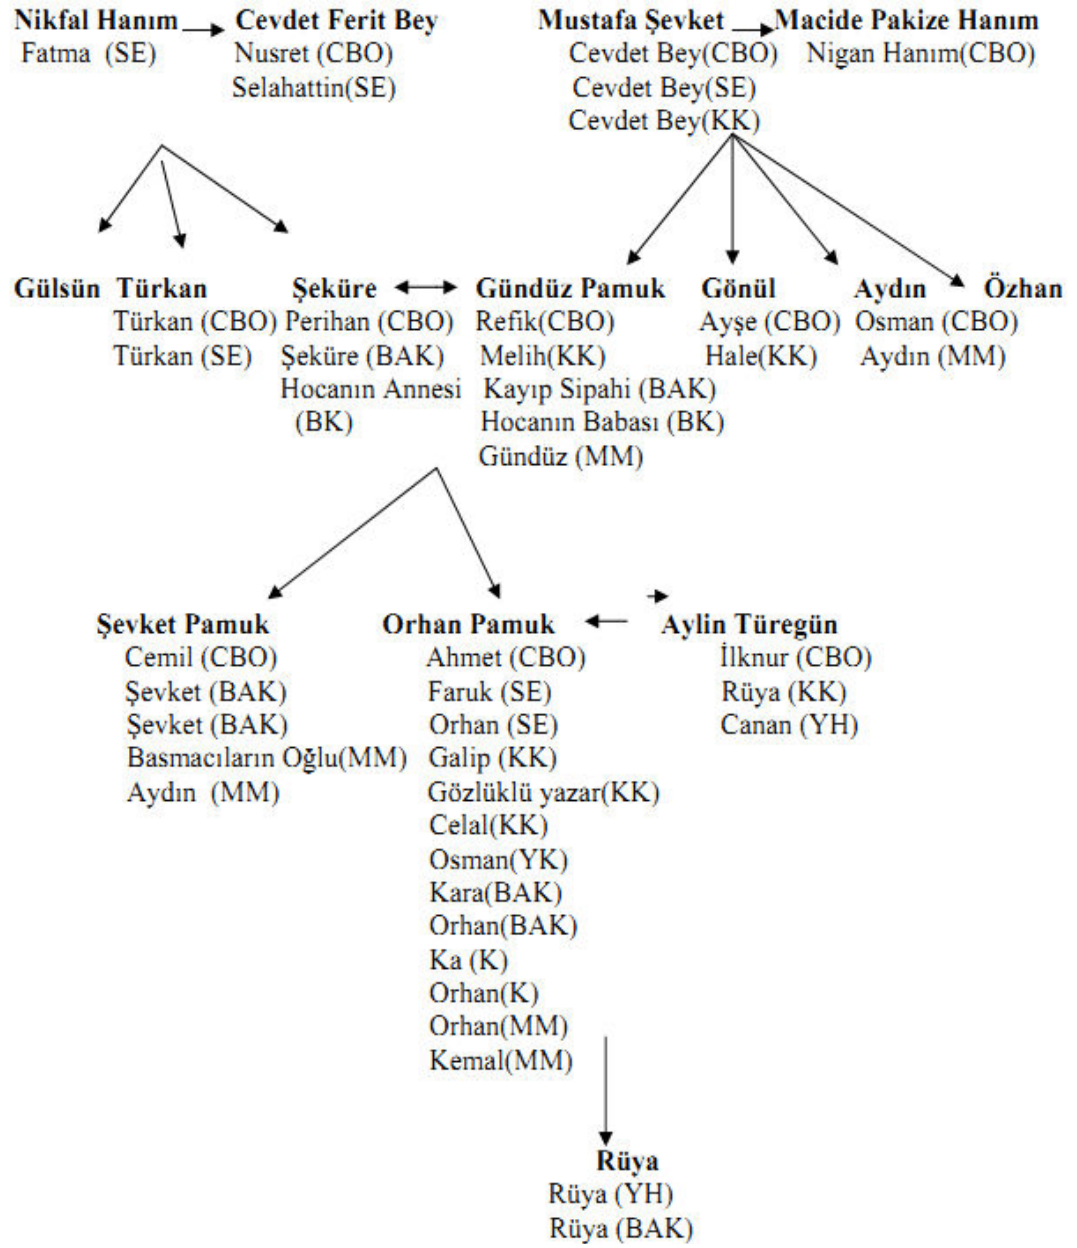 Nikfal Hanım Cevdet Ferit Bey Mustafa Şevket Macide Pakize Hanım
Fatma (SE) Nusret (CBO) Cevdet Bey(CBO) Nigan Hanım(CBO)
Selahattin(SE) Cevdet Bey(SE)
Cevdet Bey(KK)
Gülsün Türkan Şeküre Gündüz Pamuk Gönül Aydın Özhan
Türkan (CBO) Perihan (CBO) Refik(CBO) Ayşe (CBO) Osman (CBO)
Türkan (SE) Şeküre (BAK) Melih(KK) Hale(KK) Aydın (MM)
Hocanın Annesi Kayıp Sipahi (BAK)
(BK) Hocanın Babası (BK)
Gündüz (MM)
Şevket Pamuk Orhan Pamuk Aylin Türegün
Cemil (CBO) Ahmet (CBO) İlknur (CBO)
Şevket (BAK) Faruk (SE) Rüya (KK)
Şevket (BAK) Orhan (SE) Canan (YH)
Basmacıların Oğlu(MM) Galip (KK)
Aydın (MM) Gözlüklü yazar(KK)
Celal(KK)
Osman(YK)
Kara(BAK)
Orhan(BAK)
Ka (K)
Orhan(K)
Orhan(MM)
Kemal(MM)
Rüya
Rüya (YH)
Rüya (BAK)